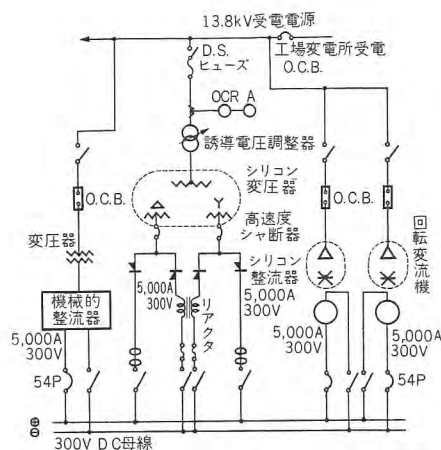 13.8kV受電電源
D.S.
ヒューズ
工場変電所受電
O.C.B.
OCR A
誘導電圧調整器
シリコン
変圧器
O.C.B.
O.C.B.
変圧器
高速度
シャ断器
シリコン
整流器
回転変流機
機械的
整流器
5,000A
300V
5,000A
300V
リアクタ
5,000A
300V
5,000A
300V
5,000A
300V
54P
54P
⊕
⊖
300V DC母線